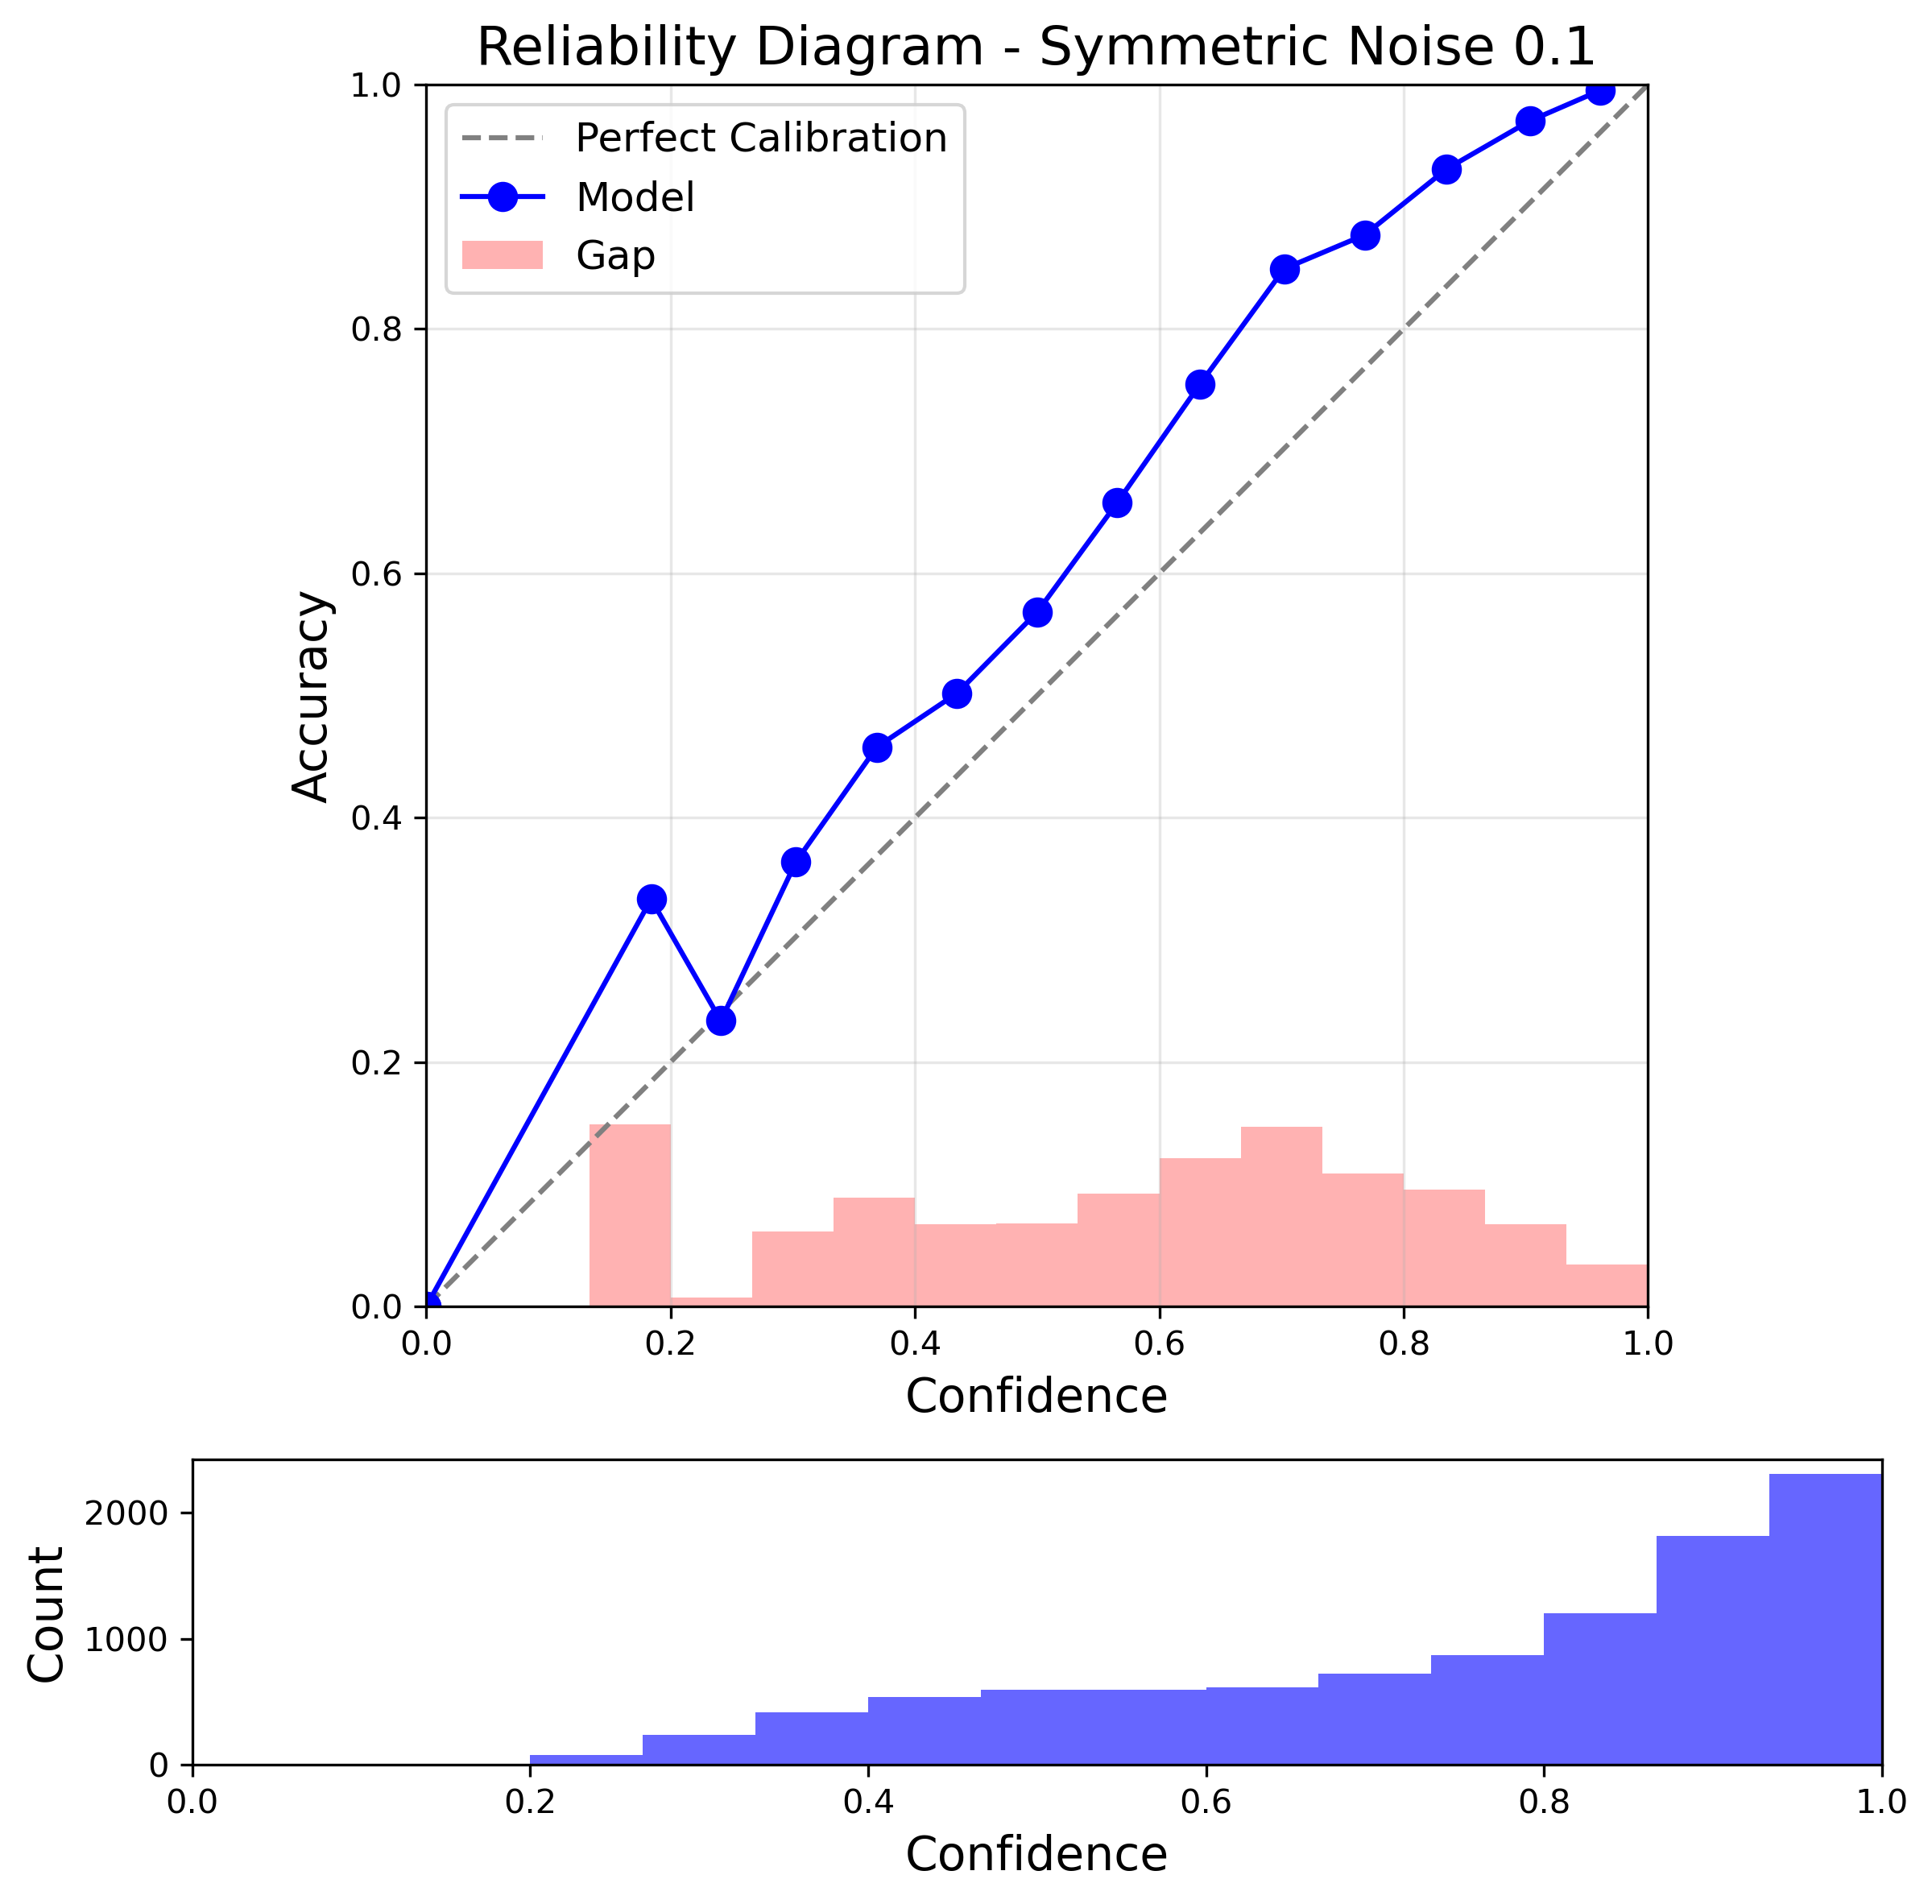 Reliability Diagram - Symmetric Noise 0.1
1.0
0.8
0.6
0.4
0.2
0.0
Accuracy
Perfect Calibration
Model
Gap
0.0 0.2 0.4 0.6 0.8 1.0
Confidence
2000
1000
0
Count
0.0 0.2 0.4 0.6 0.8 1.0
Confidence